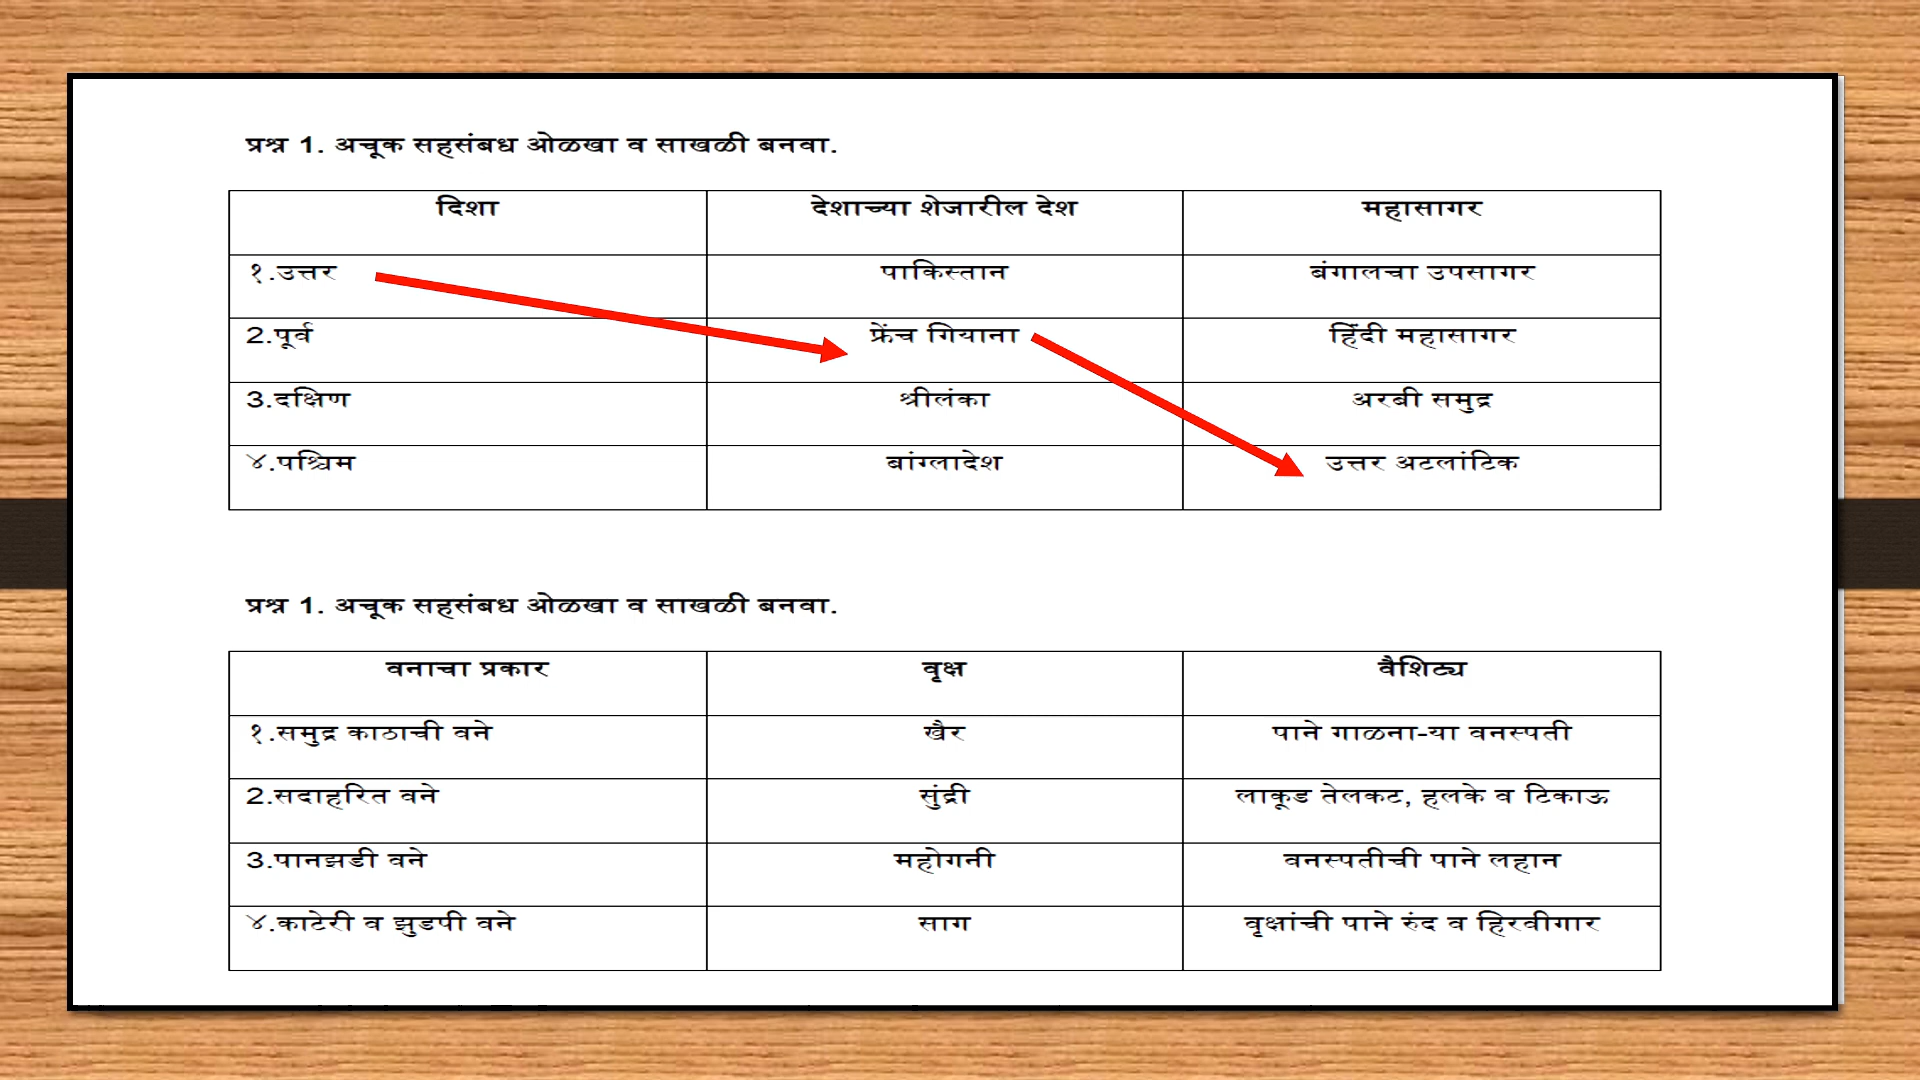 प्रश्न 1. अचूक सहसंबध ओळखा व साखळी बनवा.
दिशा देशाच्या शेजारील देश महासागर
१.उत्तर पाकिस्तान बंगालचा उपसागर
2.पूर्व फ्रेंच गियाना हिंदी महासागर
3.दक्षिण श्रीलंका अरबी समुद्र
४.पश्चिम बांग्लादेश उत्तर अटलांटिक
प्रश्न 1. अचूक सहसंबध ओळखा व साखळी बनवा.
वनाचा प्रकार वृक्ष वैशिट्य
१.समुद्र काठाची वने खैर पाने गाळना-या वनस्पती
2.सदाहरित वने सुंद्री लाकूड तेलकट, हलके व टिकाऊ
3.पानझडी वने महोगनी वनस्पतीची पाने लहान
४.काटेरी व झुडपी वने साग वृक्षांची पाने रुंद व हिरवीगार